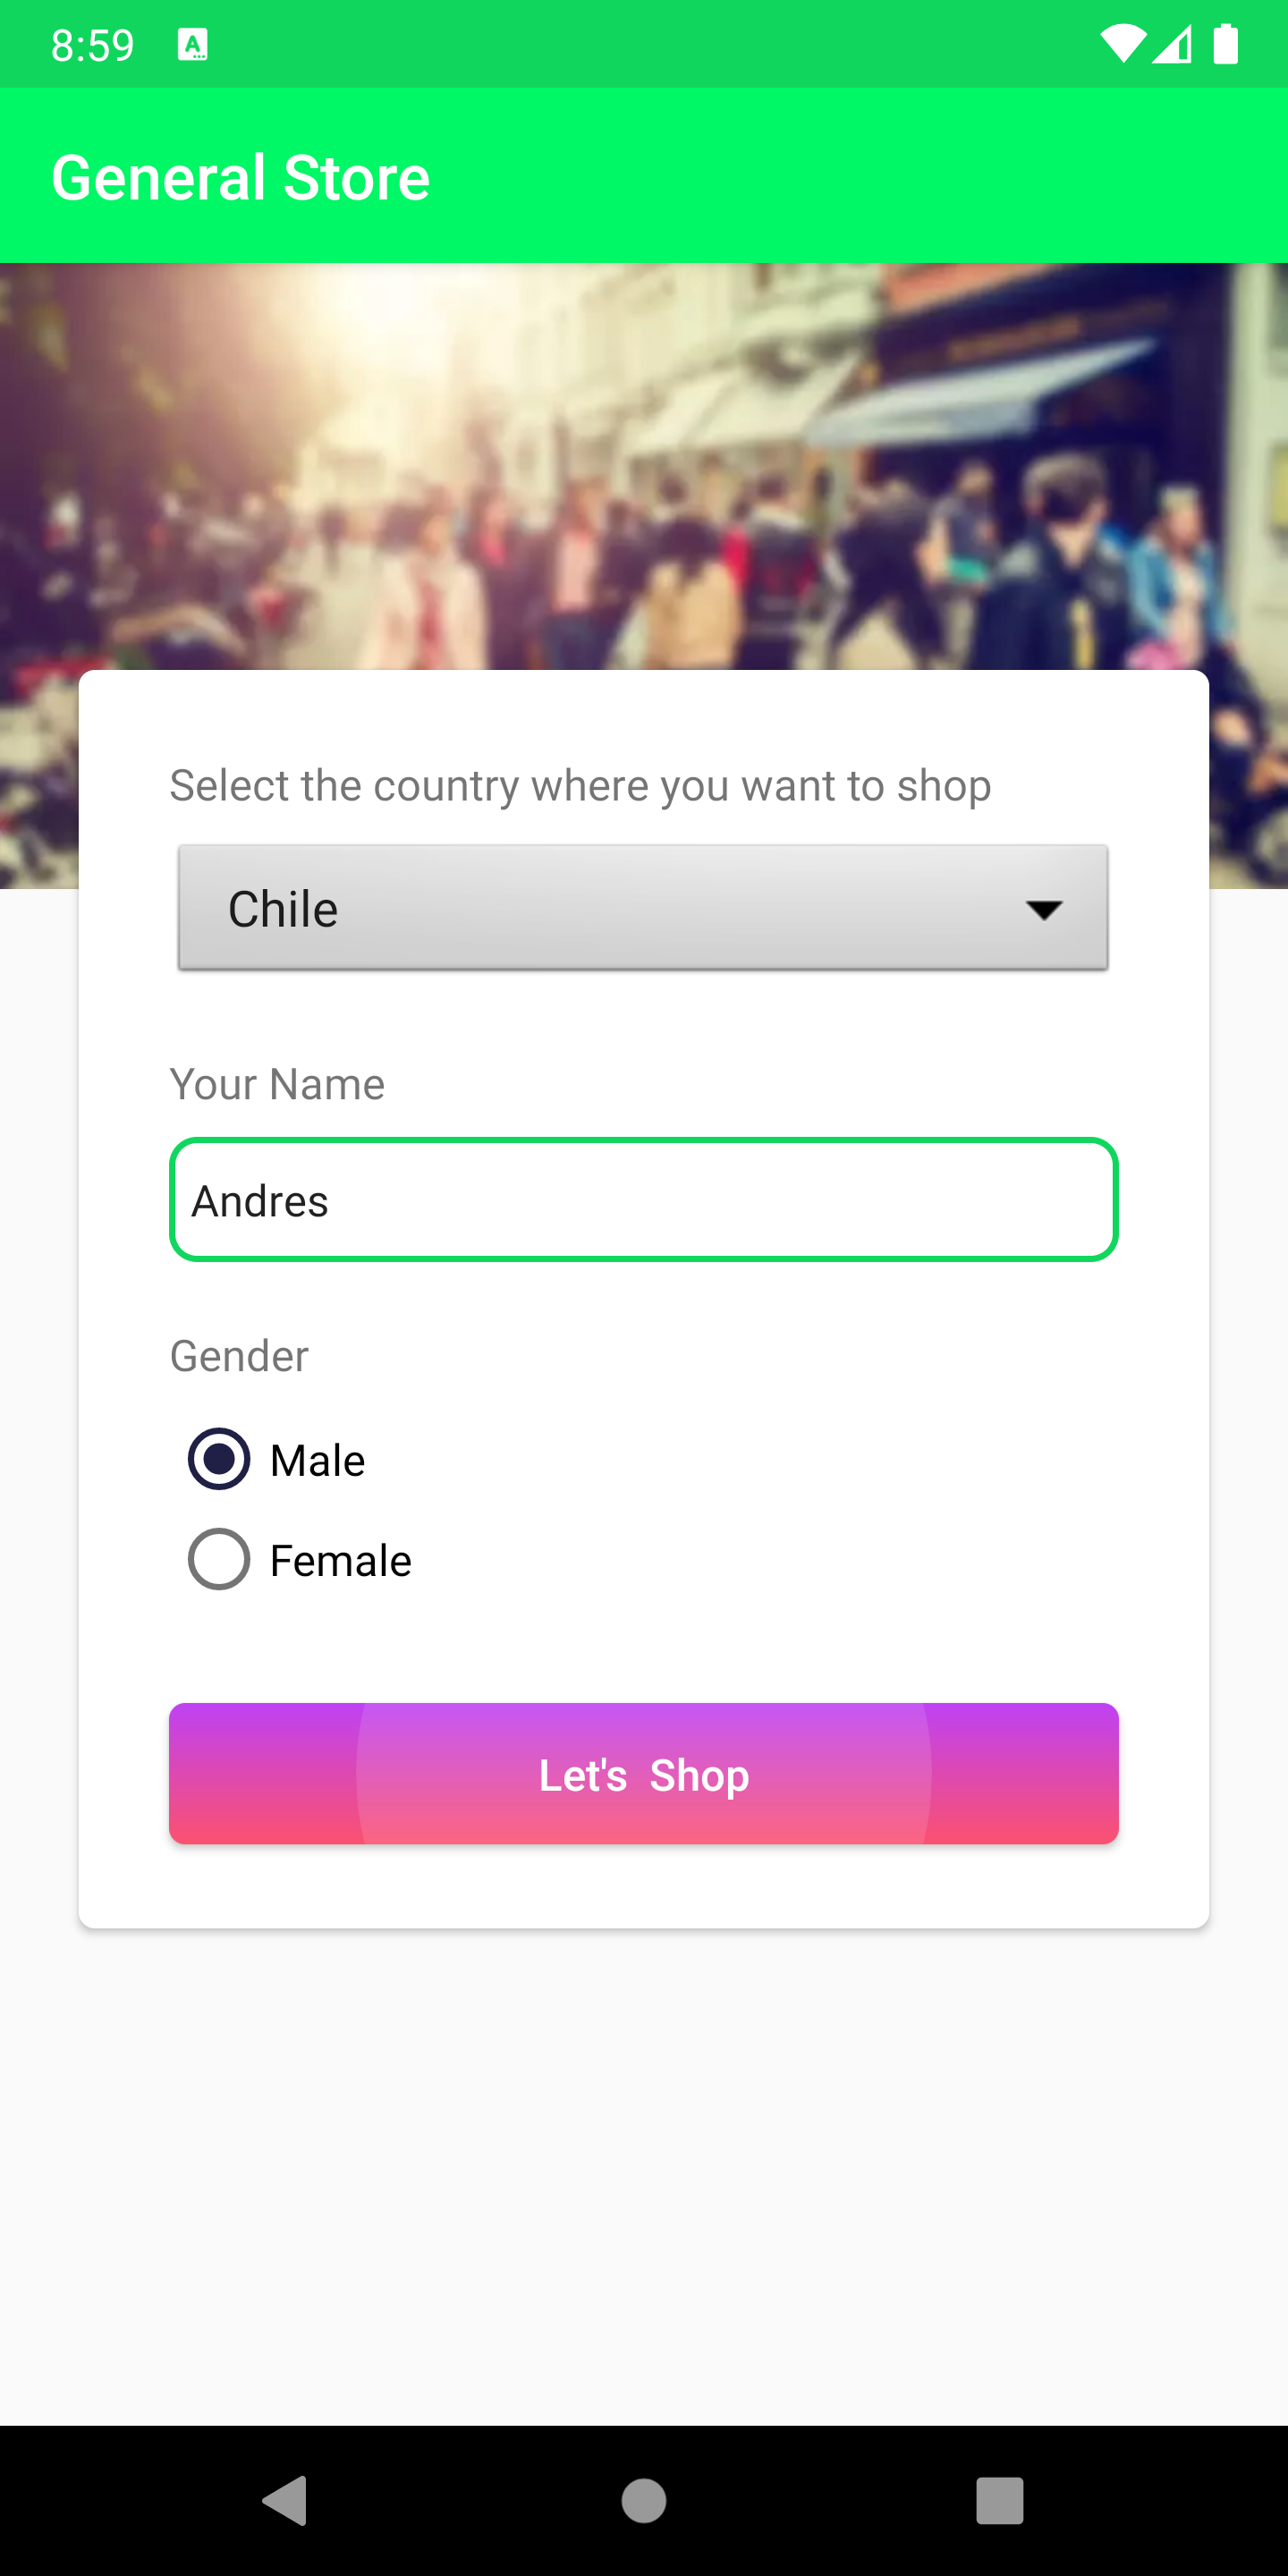 8:59
General Store
Select the country where you want to shop
Chile
Your Name
Andres
Gender
Male
Female
Let's Shop